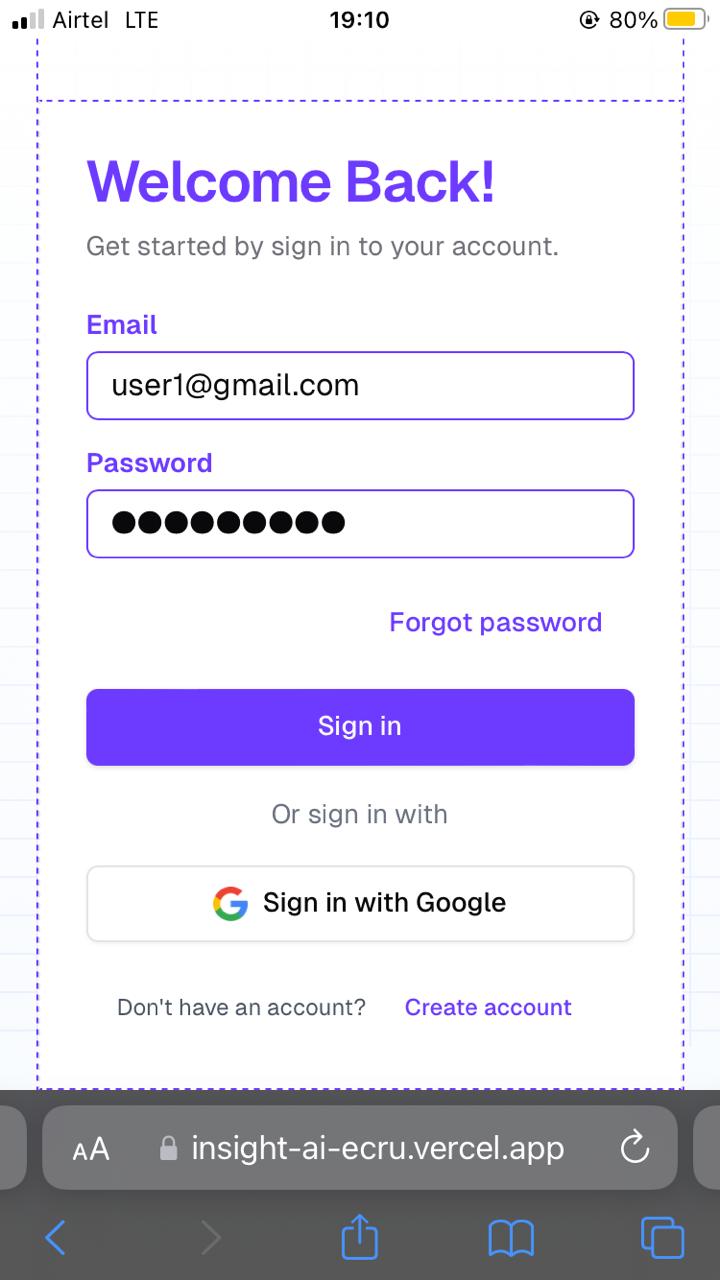 Airtel LTE 19:10 80%
Welcome Back!
Get started by sign in to your account.
Email
user1@gmail.com
Password
●●●●●●●●●
Forgot password
Sign in
Or sign in with
Sign in with Google
Don't have an account? Create account
AA insight-ai-ecru.vercel.app